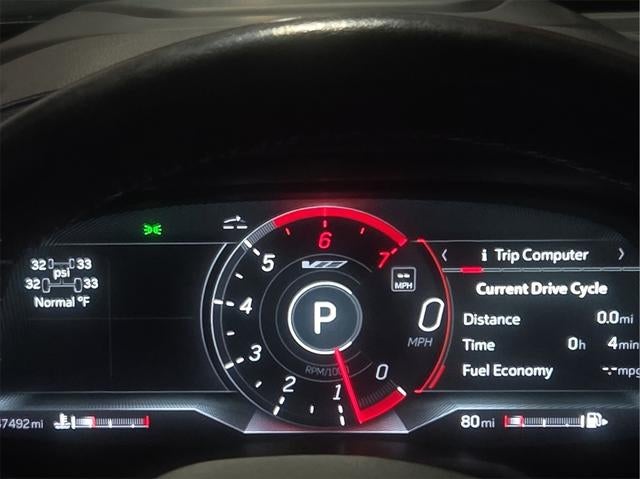 32 33
psi
32 33
Normal °F
1 2 3 4 5 6 7
RPM/1000
P
MPH
0
MPH
0
i Trip Computer
Current Drive Cycle
Distance 0.0mi
Time 0h 4min
Fuel Economy --mpg
7492mi
80mi